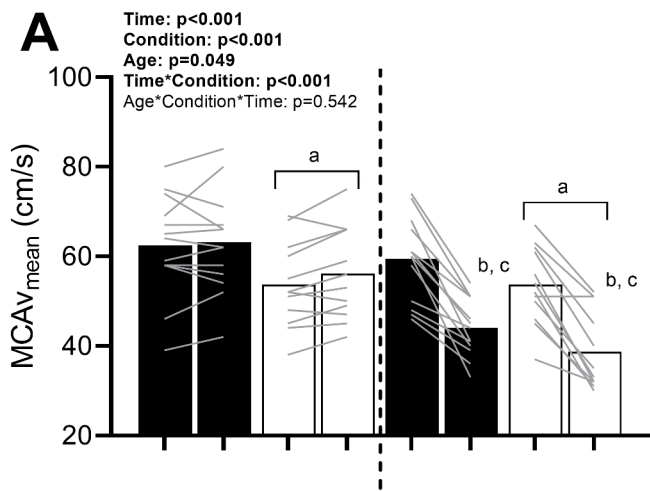 A
Time: p<0.001
Condition: p<0.001
Age: p=0.049
Time*Condition: p<0.001
Age*Condition*Time: p=0.542
MCAvmean (cm/s)
100
80
60
40
20
a
a
b, c
b, c